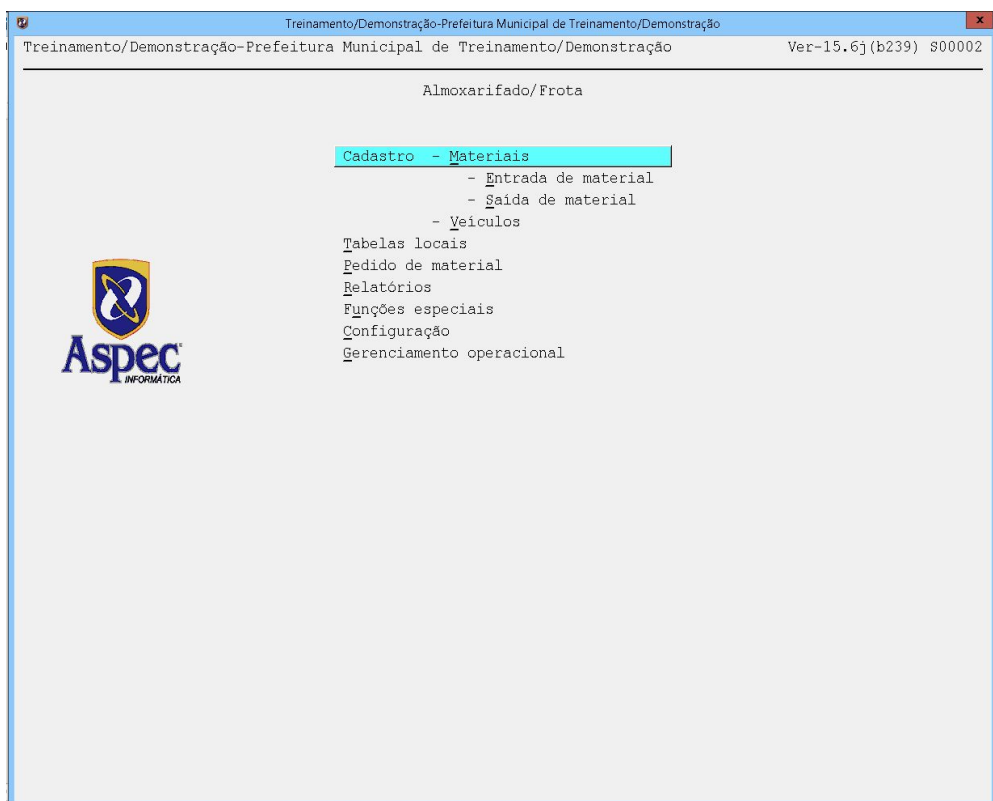 Treinamento/Demonstração-Prefeitura Municipal de Treinamento/Demonstração
x
Treinamento/Demonstração-Prefeitura Municipal de Treinamento/Demonstração Ver-15.6j(b239) S00002
Almoxarifado/Frota
Cadastro - Materiais
- Entrada de material
- Saída de material
- Veículos
Tabelas locais
Pedido de material
Relatórios
Funções especiais
Configuração
Gerenciamento operacional
Aspec
INFORMÁTICA